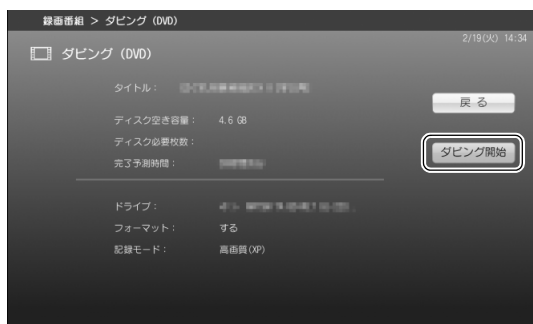 録画番組 > ダビング (DVD)
2/19(火) 14:34
ダビング (DVD)
タイトル：
戻る
ディスク空き容量： 4.6 GB
ディスク必要枚数：
ダビング開始
完了予測時間：
ドライブ：
フォーマット： する
記録モード： 高画質(XP)